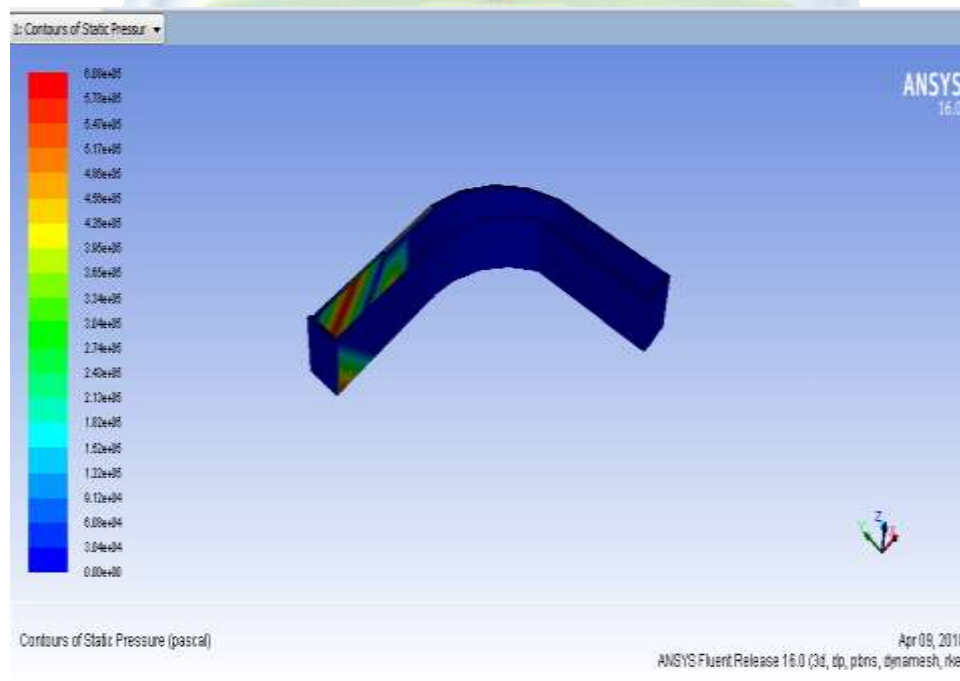 1: Contours of Static Pressur
ANSYS
16.0
6.08e+05
5.78e+05
5.47e+05
5.17e+05
4.86e+05
4.56e+05
4.26e+05
3.95e+05
3.65e+05
3.34e+05
3.04e+05
2.74e+05
2.43e+05
2.13e+05
1.82e+05
1.52e+05
1.22e+05
9.12e+04
6.08e+04
3.04e+04
0.00e+00
Z
Y
X
Contours of Static Pressure (pascal)
Apr 09, 201
ANSYS Fluent Release 16.0 (3d, dp, pbns, dynamesh, rke